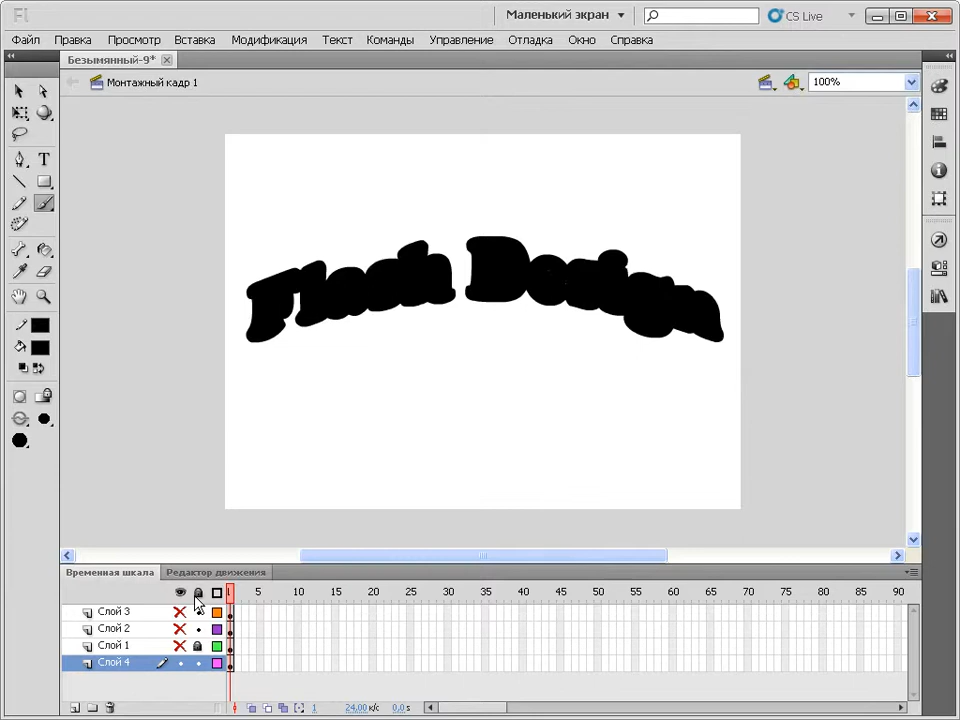 Fl
Маленький экран
CS Live
Файл Правка Просмотр Вставка Модификация Текст Команды Управление Отладка Окно Справка
Безымянный-9*
Монтажный кадр 1
100%
T
Flash Design
Временная шкала Редактор движения
1 5 10 15 20 25 30 35 40 45 50 55 60 65 70 75 80 85 90
Слой 3
Слой 2
Слой 1
Слой 4
1 24,00 к/с 0,0 s